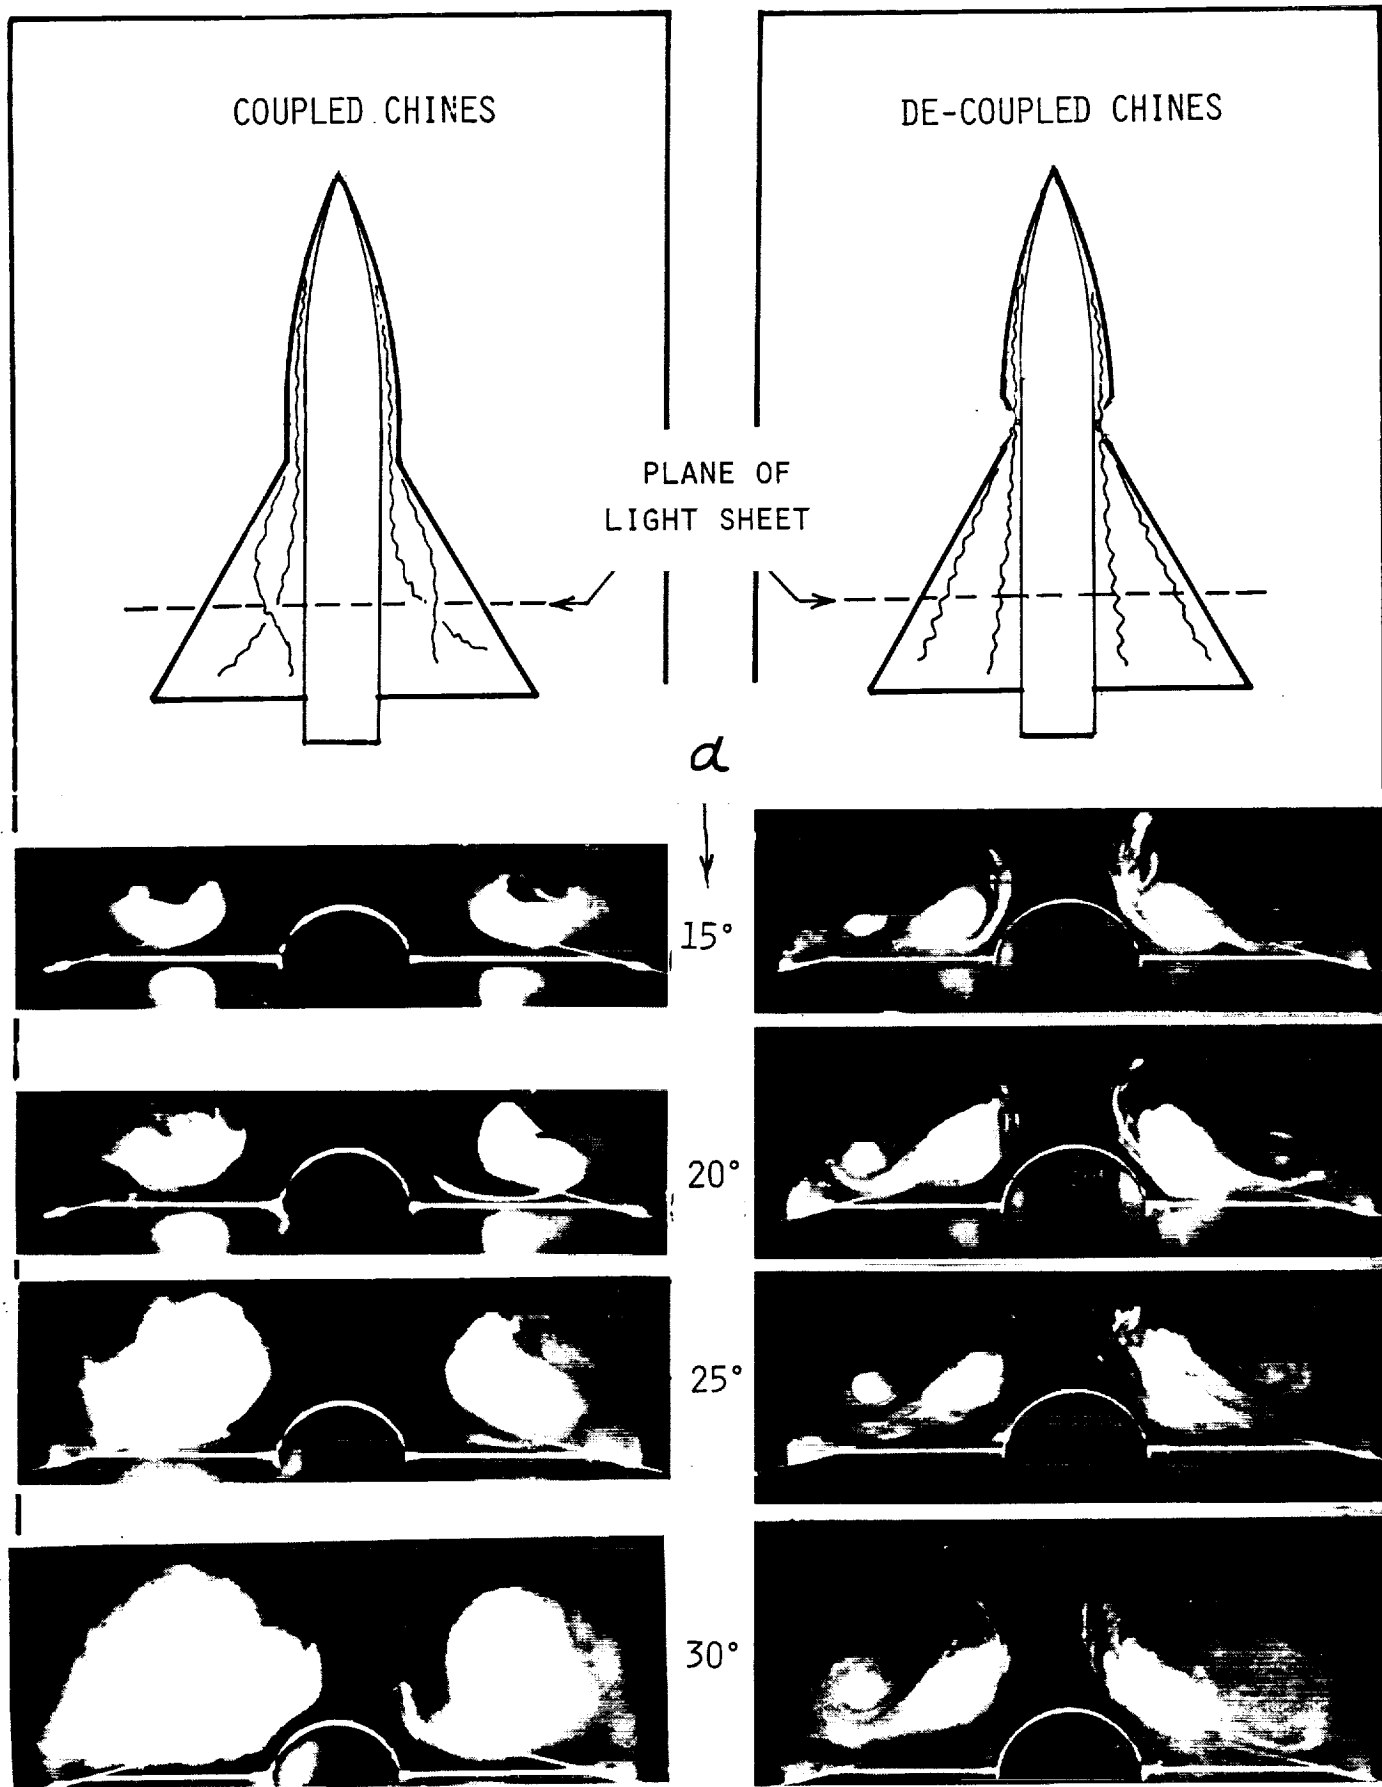 COUPLED CHINES
DE-COUPLED CHINES
PLANE OF
LIGHT SHEET
α
15°
20°
25°
30°